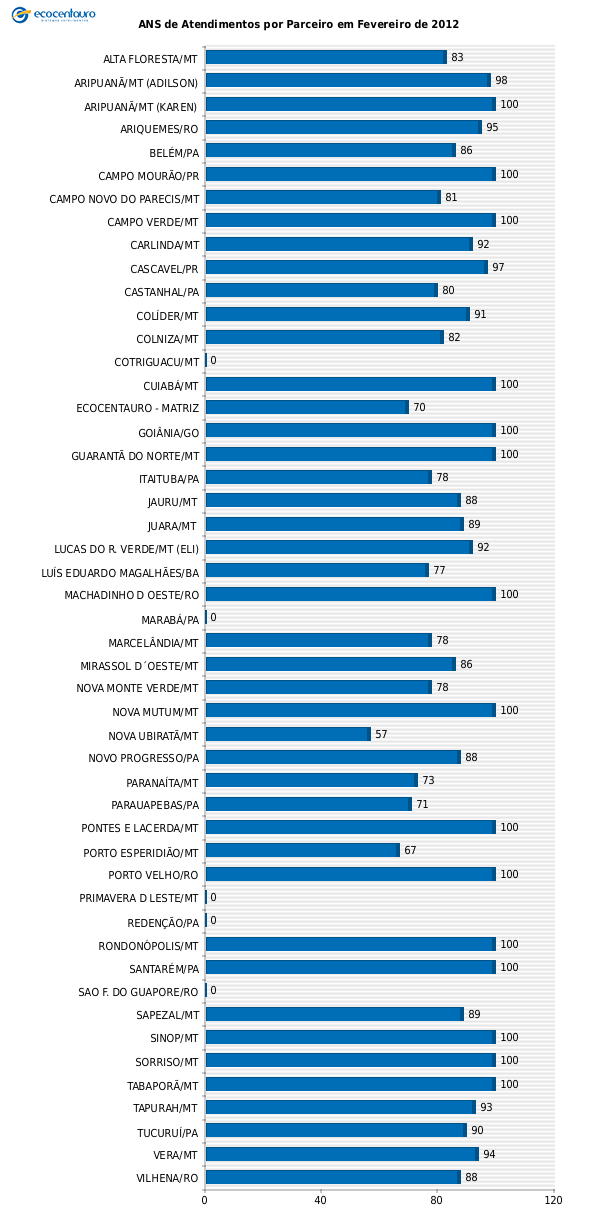 ecocentauro
ANS de Atendimentos por Parceiro em Fevereiro de 2012
ALTA FLORESTA/MT 83
ARIPUANÃ/MT (ADILSON) 98
ARIPUANÃ/MT (KAREN) 100
ARIQUEMES/RO 95
BELÉM/PA 86
CAMPO MOURÃO/PR 100
CAMPO NOVO DO PARECIS/MT 81
CAMPO VERDE/MT 100
CARLINDA/MT 92
CASCAVEL/PR 97
CASTANHAL/PA 80
COLÍDER/MT 91
COLNIZA/MT 82
COTRIGUACU/MT 0
CUIABÁ/MT 100
ECOCENTAURO - MATRIZ 70
GOIÂNIA/GO 100
GUARANTÃ DO NORTE/MT 100
ITAITUBA/PA 78
JAURU/MT 88
JUARA/MT 89
LUCAS DO R. VERDE/MT (ELI) 92
LUÍS EDUARDO MAGALHÃES/BA 77
MACHADINHO D OESTE/RO 100
MARABÁ/PA 0
MARCELÂNDIA/MT 78
MIRASSOL D´OESTE/MT 86
NOVA MONTE VERDE/MT 78
NOVA MUTUM/MT 100
NOVA UBIRATÃ/MT 57
NOVO PROGRESSO/PA 88
PARANAÍTA/MT 73
PARAUAPEBAS/PA 71
PONTES E LACERDA/MT 100
PORTO ESPERIDIÃO/MT 67
PORTO VELHO/RO 100
PRIMAVERA D LESTE/MT 0
REDENÇÃO/PA 0
RONDONÓPOLIS/MT 100
SANTARÉM/PA 100
SAO F. DO GUAPORE/RO 0
SAPEZAL/MT 89
SINOP/MT 100
SORRISO/MT 100
TABAPORÃ/MT 100
TAPURAH/MT 93
TUCURUÍ/PA 90
VERA/MT 94
VILHENA/RO 88
0 40 80 120